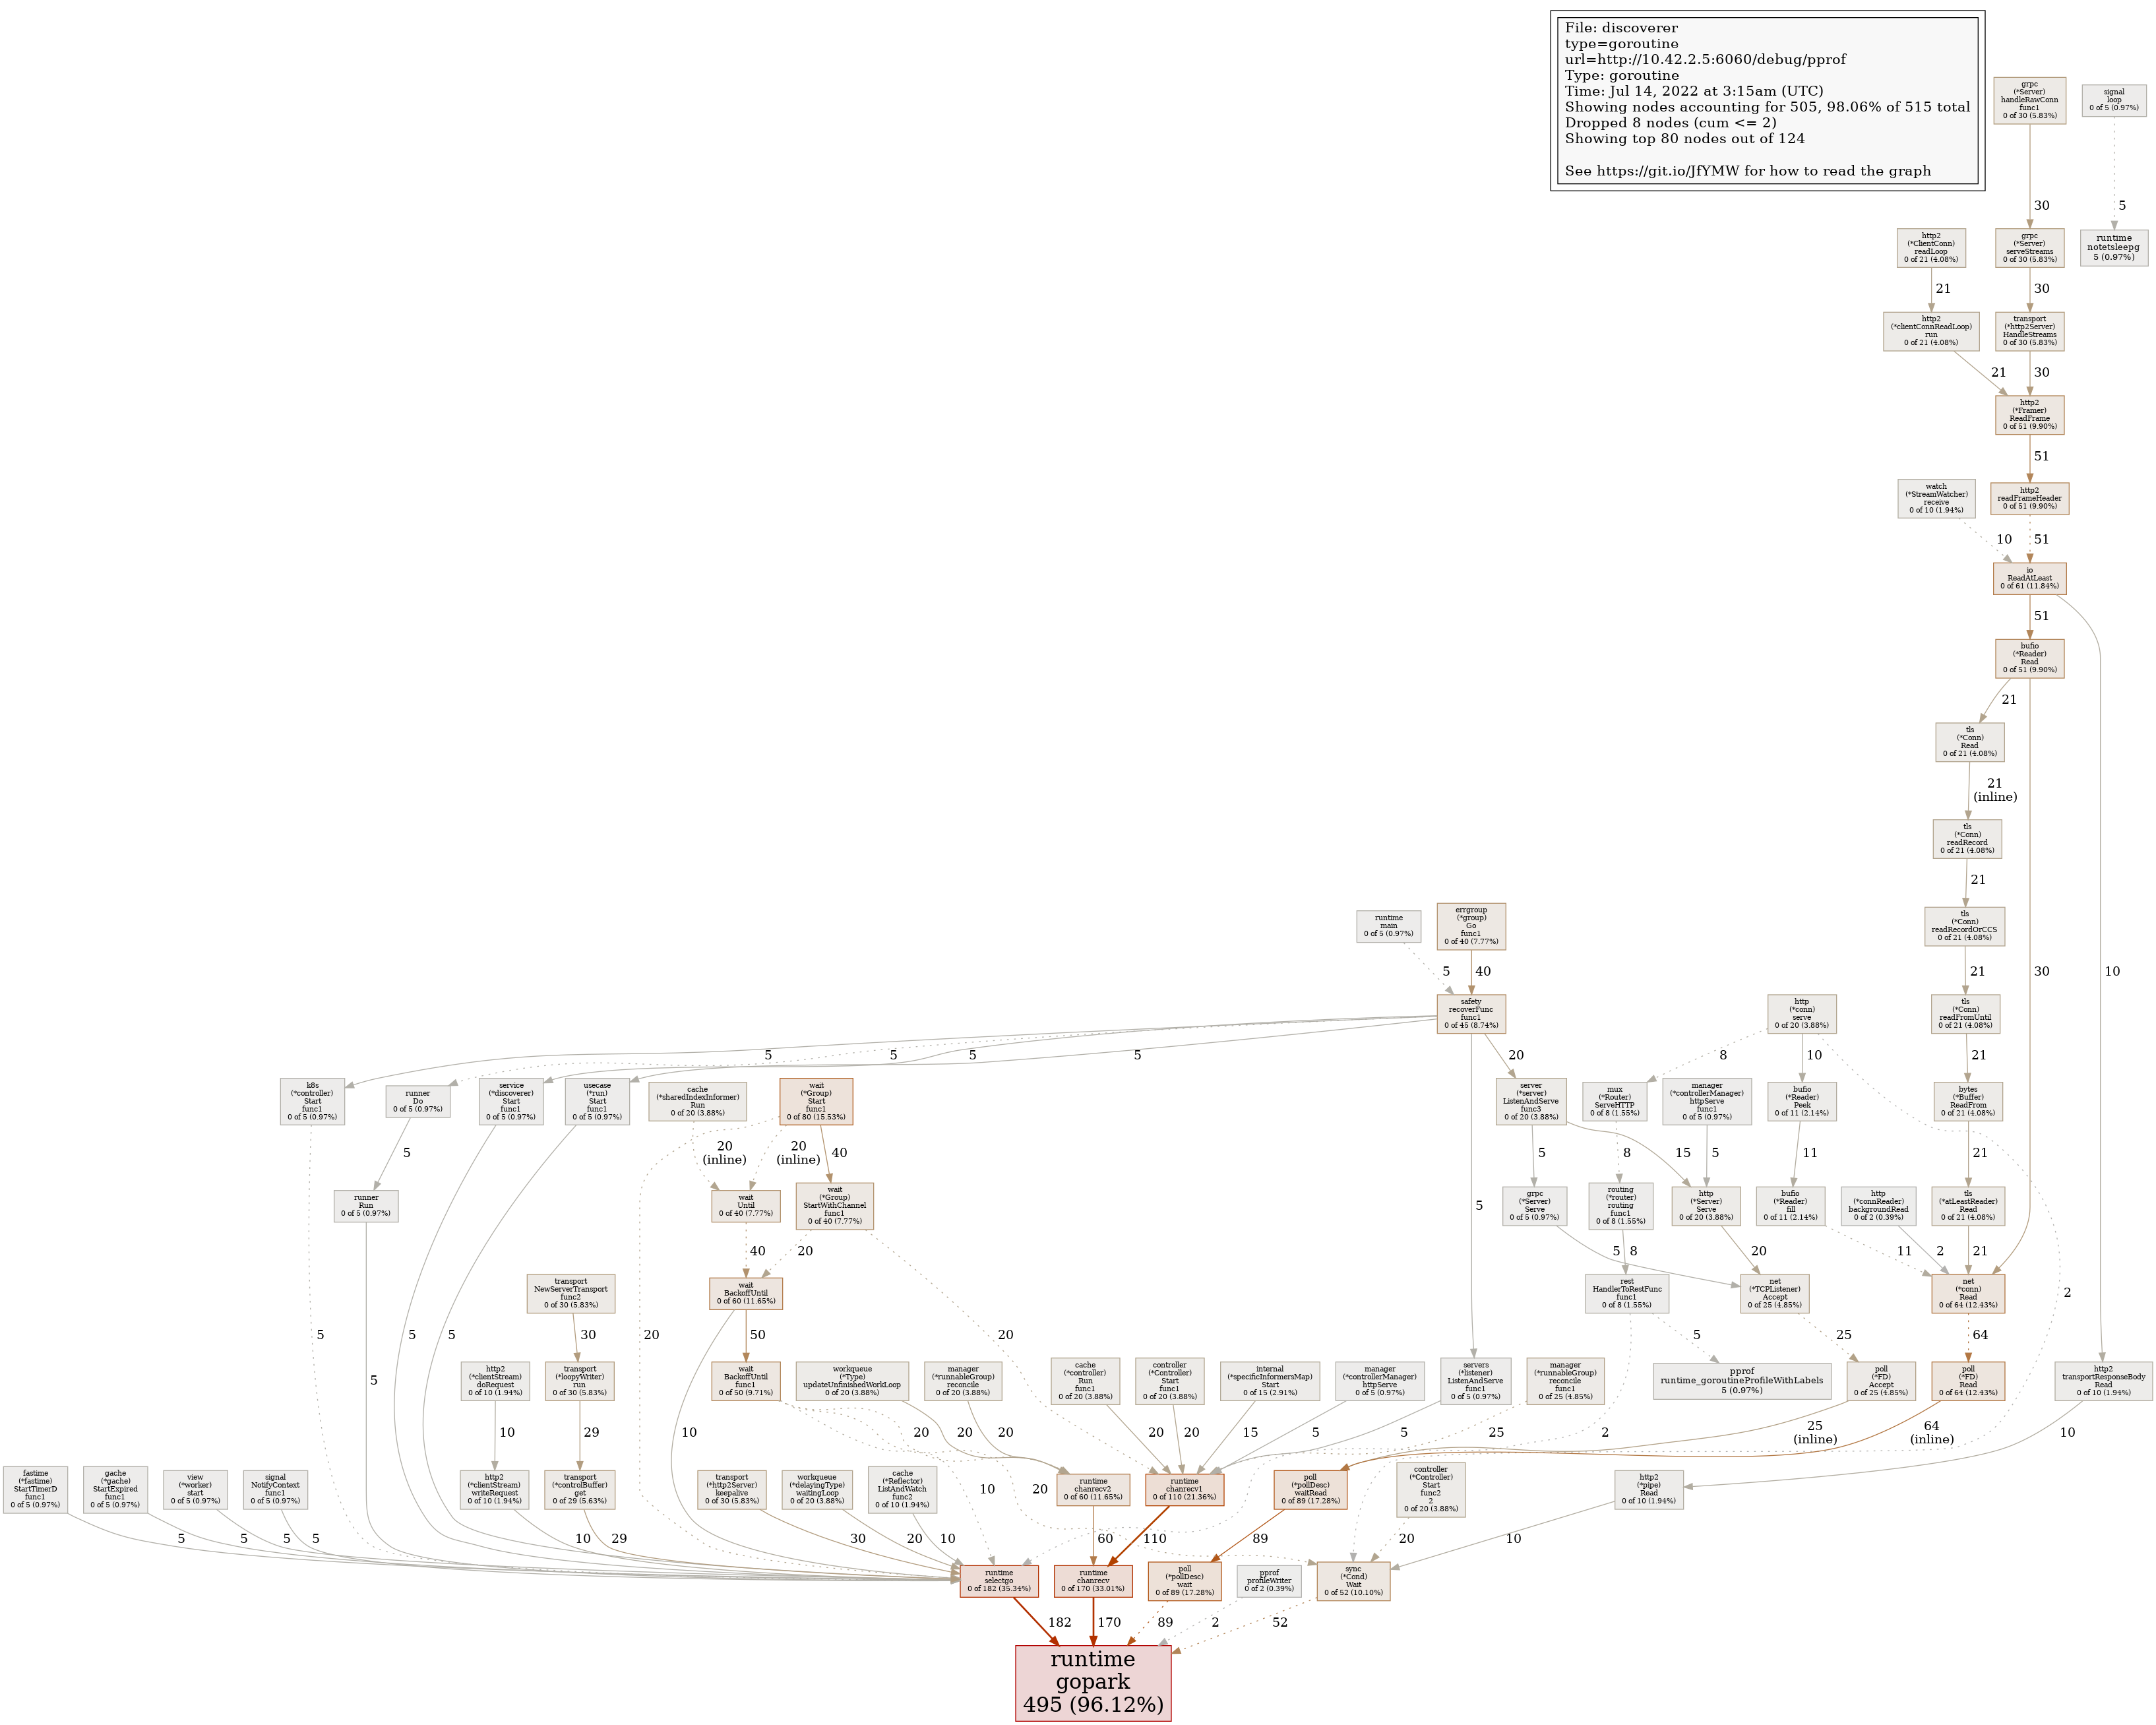 File: discoverer
type=goroutine
url=http://10.42.2.5:6060/debug/pprof
Type: goroutine
Time: Jul 14, 2022 at 3:15am (UTC)
Showing nodes accounting for 505, 98.06% of 515 total
Dropped 8 nodes (cum <= 2)
Showing top 80 nodes out of 124
See https://git.io/JfYMW for how to read the graph
grpc
(*Server)
handleRawConn
func1
0 of 30 (5.83%)
signal
loop
0 of 5 (0.97%)
30
5
http2
(*ClientConn)
readLoop
0 of 21 (4.08%)
grpc
(*Server)
serveStreams
0 of 30 (5.83%)
runtime
notetsleepg
5 (0.97%)
21
30
http2
(*clientConnReadLoop)
run
0 of 21 (4.08%)
transport
(*http2Server)
HandleStreams
0 of 30 (5.83%)
21
30
http2
(*Framer)
ReadFrame
0 of 51 (9.90%)
51
watch
(*StreamWatcher)
receive
0 of 10 (1.94%)
http2
readFrameHeader
0 of 51 (9.90%)
10
51
io
ReadAtLeast
0 of 61 (11.84%)
51
bufio
(*Reader)
Read
0 of 51 (9.90%)
21
tls
(*Conn)
Read
0 of 21 (4.08%)
21
(inline)
tls
(*Conn)
readRecord
0 of 21 (4.08%)
21
runtime
main
0 of 5 (0.97%)
errgroup
(*group)
Go
func1
0 of 40 (7.77%)
tls
(*Conn)
readRecordOrCCS
0 of 21 (4.08%)
5
40
21
30
10
safety
recoverFunc
func1
0 of 45 (8.74%)
http
(*conn)
serve
0 of 20 (3.88%)
tls
(*Conn)
readFromUntil
0 of 21 (4.08%)
5
5
5
5
20
8
10
21
k8s
(*controller)
Start
func1
0 of 5 (0.97%)
runner
Do
0 of 5 (0.97%)
service
(*discoverer)
Start
func1
0 of 5 (0.97%)
usecase
(*run)
Start
func1
0 of 5 (0.97%)
cache
(*sharedIndexInformer)
Run
0 of 20 (3.88%)
wait
(*Group)
Start
func1
0 of 80 (15.53%)
server
(*server)
ListenAndServe
func3
0 of 20 (3.88%)
mux
(*Router)
ServeHTTP
0 of 8 (1.55%)
manager
(*controllerManager)
httpServe
func1
0 of 5 (0.97%)
bufio
(*Reader)
Peek
0 of 11 (2.14%)
bytes
(*Buffer)
ReadFrom
0 of 21 (4.08%)
5
20
(inline)
20
(inline)
40
5
15
8
5
11
21
runner
Run
0 of 5 (0.97%)
wait
Until
0 of 40 (7.77%)
wait
(*Group)
StartWithChannel
func1
0 of 40 (7.77%)
5
grpc
(*Server)
Serve
0 of 5 (0.97%)
routing
(*router)
routing
func1
0 of 8 (1.55%)
http
(*Server)
Serve
0 of 20 (3.88%)
bufio
(*Reader)
fill
0 of 11 (2.14%)
http
(*connReader)
backgroundRead
0 of 2 (0.39%)
tls
(*atLeastReader)
Read
0 of 21 (4.08%)
40
20
5
8
20
11
2
21
transport
NewServerTransport
func2
0 of 30 (5.83%)
wait
BackoffUntil
0 of 60 (11.65%)
rest
HandlerToRestFunc
func1
0 of 8 (1.55%)
net
(*TCPListener)
Accept
0 of 25 (4.85%)
net
(*conn)
Read
0 of 64 (12.43%)
2
5
5
5
30
20
50
20
5
25
64
http2
(*clientStream)
doRequest
0 of 10 (1.94%)
transport
(*loopyWriter)
run
0 of 30 (5.83%)
wait
BackoffUntil
func1
0 of 50 (9.71%)
workqueue
(*Type)
updateUnfinishedWorkLoop
0 of 20 (3.88%)
manager
(*runnableGroup)
reconcile
0 of 20 (3.88%)
cache
(*controller)
Run
func1
0 of 20 (3.88%)
controller
(*Controller)
Start
func1
0 of 20 (3.88%)
internal
(*specificInformersMap)
Start
0 of 15 (2.91%)
manager
(*controllerManager)
httpServe
0 of 5 (0.97%)
servers
(*listener)
ListenAndServe
func1
0 of 5 (0.97%)
manager
(*runnableGroup)
reconcile
func1
0 of 25 (4.85%)
pprof
runtime_goroutineProfileWithLabels
5 (0.97%)
poll
(*FD)
Accept
0 of 25 (4.85%)
poll
(*FD)
Read
0 of 64 (12.43%)
http2
transportResponseBody
Read
0 of 10 (1.94%)
5
10
29
10
20
20
20
20
20
15
5
5
25
2
25
(inline)
64
(inline)
10
fastime
(*fastime)
StartTimerD
func1
0 of 5 (0.97%)
gache
(*gache)
StartExpired
func1
0 of 5 (0.97%)
view
(*worker)
start
0 of 5 (0.97%)
signal
NotifyContext
func1
0 of 5 (0.97%)
http2
(*clientStream)
writeRequest
0 of 10 (1.94%)
transport
(*controlBuffer)
get
0 of 29 (5.63%)
transport
(*http2Server)
keepalive
0 of 30 (5.83%)
workqueue
(*delayingType)
waitingLoop
0 of 20 (3.88%)
cache
(*Reflector)
ListAndWatch
func2
0 of 10 (1.94%)
10
20
runtime
chanrecv2
0 of 60 (11.65%)
runtime
chanrecv1
0 of 110 (21.36%)
poll
(*pollDesc)
waitRead
0 of 89 (17.28%)
controller
(*Controller)
Start
func2
2
0 of 20 (3.88%)
http2
(*pipe)
Read
0 of 10 (1.94%)
5
5
5
5
10
29
30
20
10
60
110
89
20
10
runtime
selectgo
0 of 182 (35.34%)
runtime
chanrecv
0 of 170 (33.01%)
poll
(*pollDesc)
wait
0 of 89 (17.28%)
pprof
profileWriter
0 of 2 (0.39%)
sync
(*Cond)
Wait
0 of 52 (10.10%)
182
170
89
2
52
runtime
gopark
495 (96.12%)